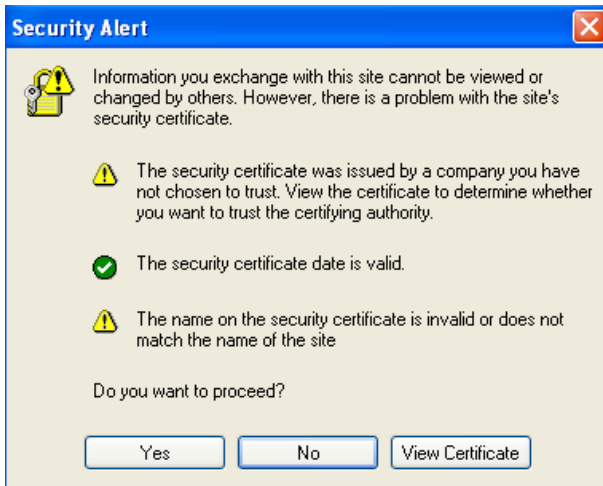 Security Alert
Information you exchange with this site cannot be viewed or
changed by others. However, there is a problem with the site's
security certificate.
The security certificate was issued by a company you have
not chosen to trust. View the certificate to determine whether
you want to trust the certifying authority.
The security certificate date is valid.
The name on the security certificate is invalid or does not
match the name of the site
Do you want to proceed?
Yes
No
View Certificate